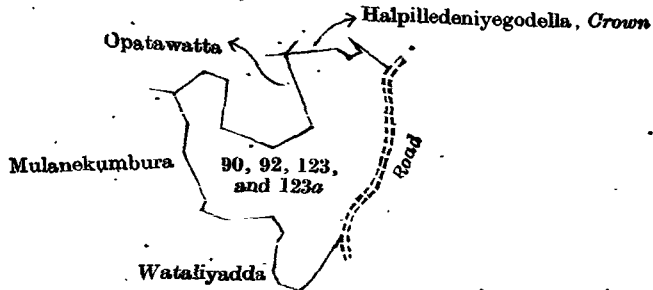 Halpilledeniyegodella, Crown
Opatawatta
Mulanekumbura
90, 92, 123,
and 123a
Road
Wataliyadda